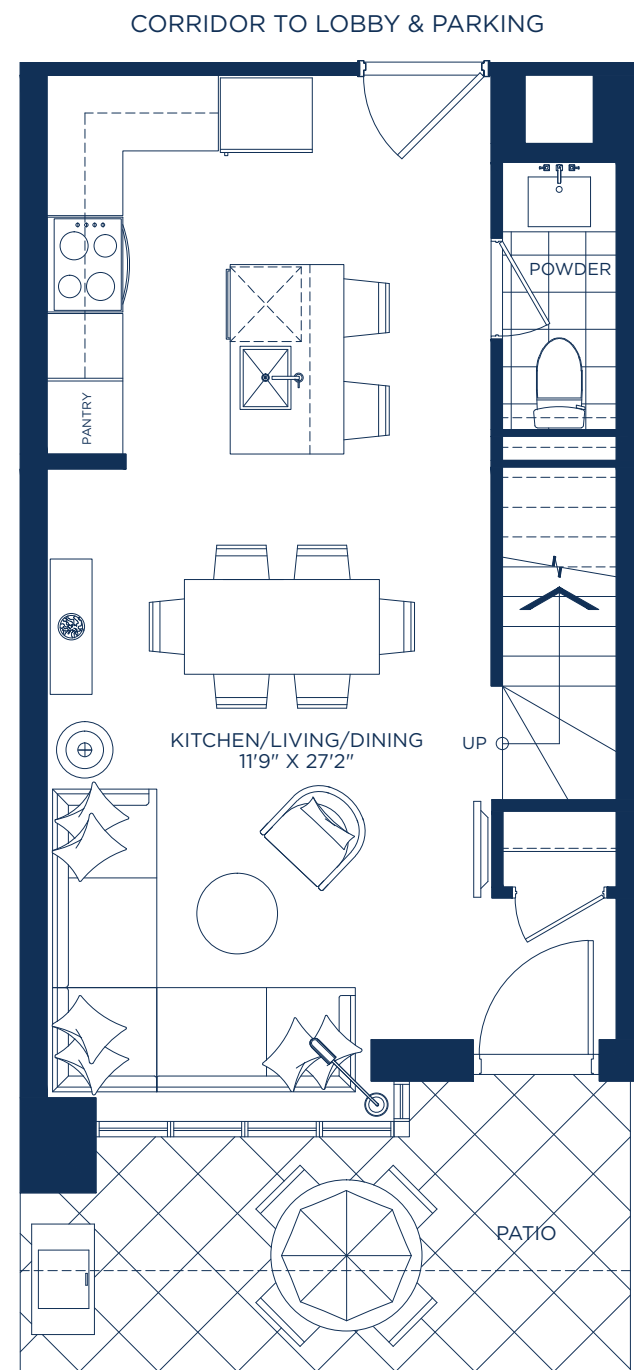 CORRIDOR TO LOBBY & PARKING
POWDER
PANTRY
KITCHEN/LIVING/DINING
11'9" X 27'2"
UP
PATIO